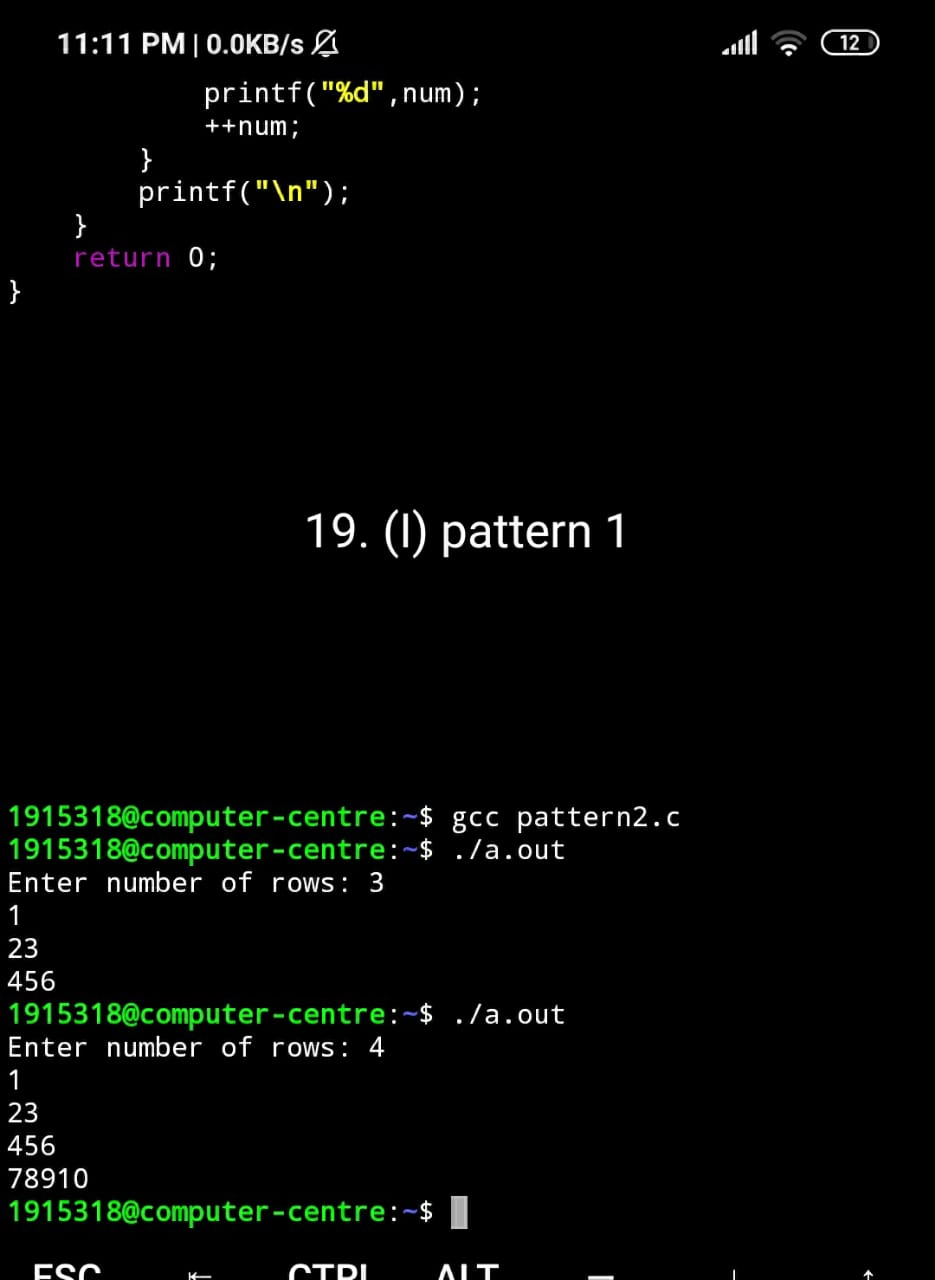 11:11 PM | 0.0KB/s 12
printf("%d",num);
++num;
}
printf("\n");
}
return 0;
}
19. (I) pattern 1
1915318@computer-centre:~$ gcc pattern2.c
1915318@computer-centre:~$ ./a.out
Enter number of rows: 3
1
23
456
1915318@computer-centre:~$ ./a.out
Enter number of rows: 4
1
23
456
78910
1915318@computer-centre:~$
ESC CTRL ALT